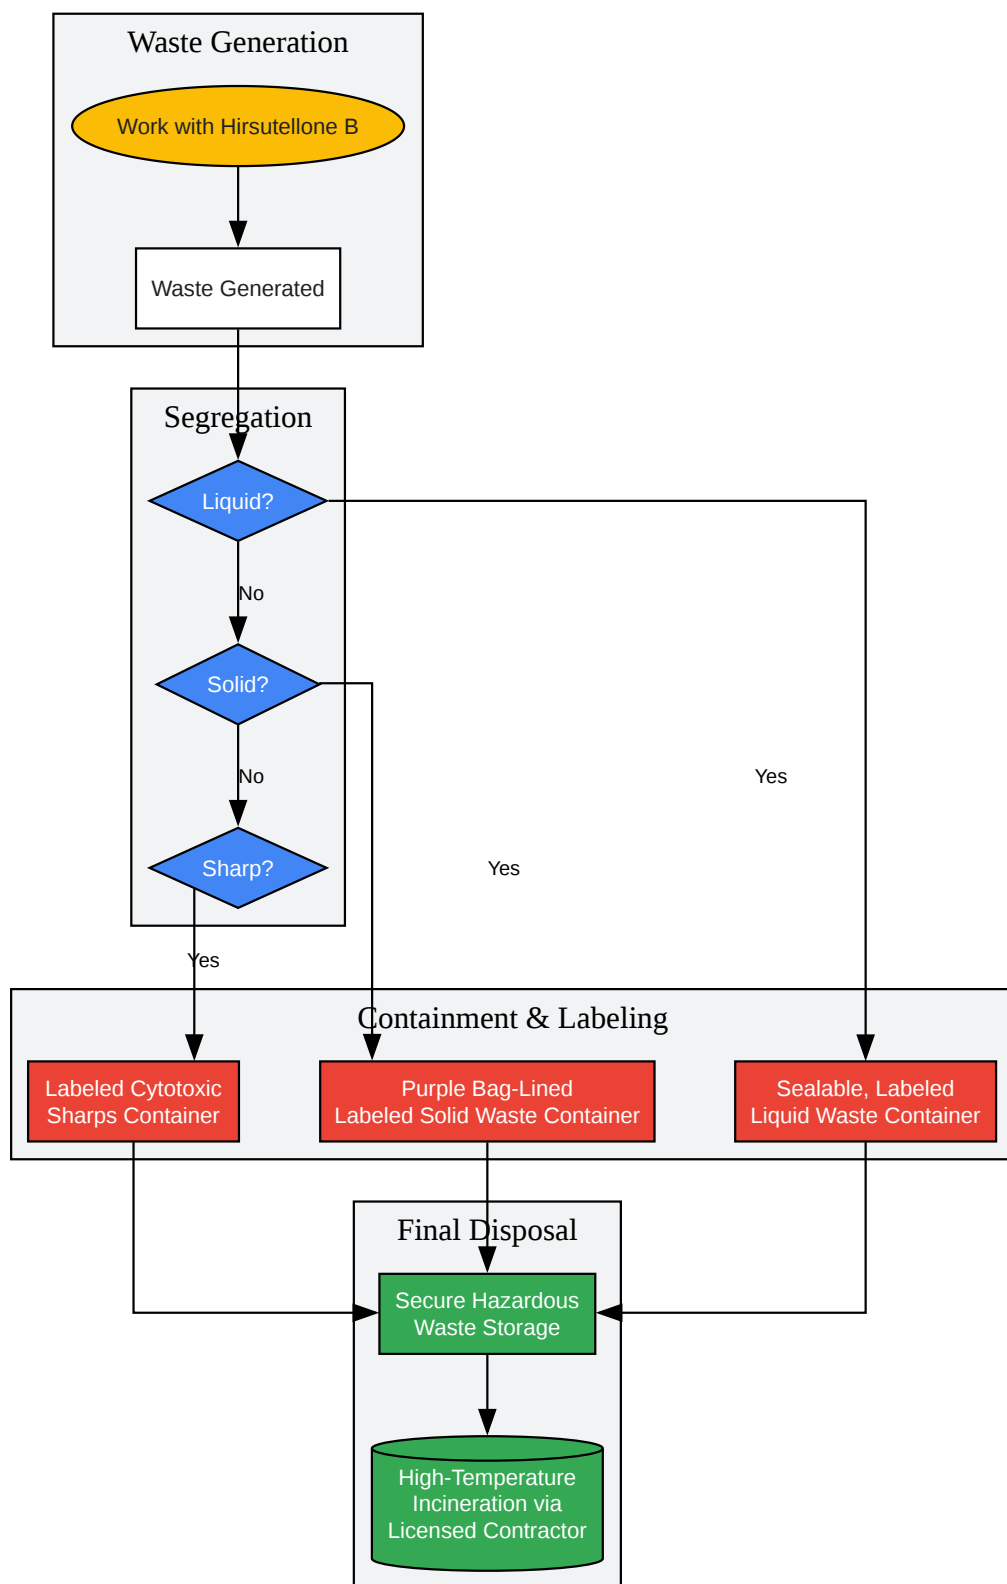 Waste Generation
Work with Hirsutellone B
Waste Generated
Segregation
Liquid?
No
Solid?
No
Yes
Sharp?
Yes
Yes
Containment & Labeling
Labeled Cytotoxic
Sharps Container
Purple Bag-Lined
Labeled Solid Waste Container
Sealable, Labeled
Liquid Waste Container
Final Disposal
Secure Hazardous
Waste Storage
High-Temperature
Incineration via
Licensed Contractor